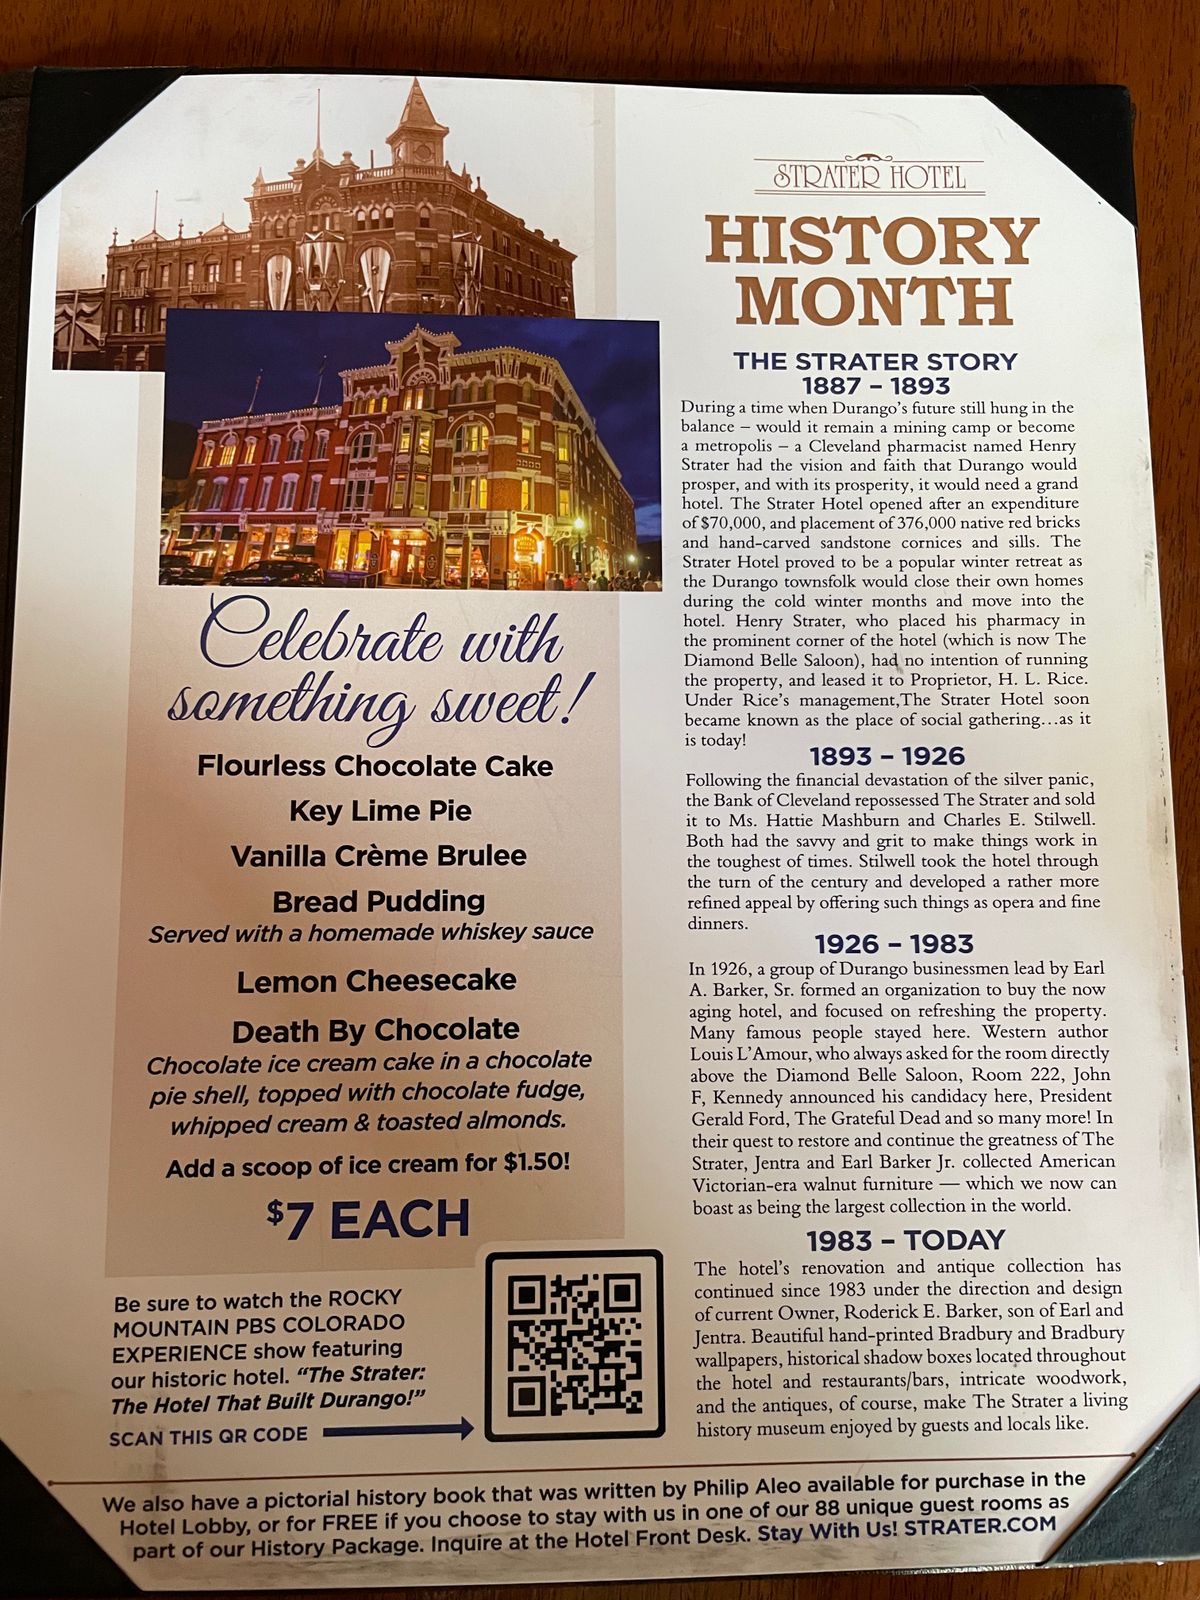 Celebrate with
something sweet!
Flourless Chocolate Cake
Key Lime Pie
Vanilla Crème Brulee
Bread Pudding
Served with a homemade whiskey sauce
Lemon Cheesecake
Death By Chocolate
Chocolate ice cream cake in a chocolate
pie shell, topped with chocolate fudge,
whipped cream & toasted almonds.
Add a scoop of ice cream for $1.50!
$7 EACH
Be sure to watch the ROCKY
MOUNTAIN PBS COLORADO
EXPERIENCE show featuring
our historic hotel. “The Strater:
The Hotel That Built Durango!”
SCAN THIS QR CODE
STRATER HOTEL
HISTORY
MONTH
THE STRATER STORY
1887 – 1893
During a time when Durango’s future still hung in the
balance – would it remain a mining camp or become
a metropolis – a Cleveland pharmacist named Henry
Strater had the vision and faith that Durango would
prosper, and with its prosperity, it would need a grand
hotel. The Strater Hotel opened after an expenditure
of $70,000, and placement of 376,000 native red bricks
and hand-carved sandstone cornices and sills. The
Strater Hotel proved to be a popular winter retreat as
the Durango townsfolk would close their own homes
during the cold winter months and move into the
hotel. Henry Strater, who placed his pharmacy in
the prominent corner of the hotel (which is now The
Diamond Belle Saloon), had no intention of running
the property, and leased it to Proprietor, H. L. Rice.
Under Rice’s management,The Strater Hotel soon
became known as the place of social gathering…as it
is today!
1893 – 1926
Following the financial devastation of the silver panic,
the Bank of Cleveland repossessed The Strater and sold
it to Ms. Hattie Mashburn and Charles E. Stilwell.
Both had the savvy and grit to make things work in
the toughest of times. Stilwell took the hotel through
the turn of the century and developed a rather more
refined appeal by offering such things as opera and fine
dinners.
1926 – 1983
In 1926, a group of Durango businessmen lead by Earl
A. Barker, Sr. formed an organization to buy the now
aging hotel, and focused on refreshing the property.
Many famous people stayed here. Western author
Louis L’Amour, who always asked for the room directly
above the Diamond Belle Saloon, Room 222, John
F, Kennedy announced his candidacy here, President
Gerald Ford, The Grateful Dead and so many more! In
their quest to restore and continue the greatness of The
Strater, Jentra and Earl Barker Jr. collected American
Victorian-era walnut furniture — which we now can
boast as being the largest collection in the world.
1983 – TODAY
The hotel’s renovation and antique collection has
continued since 1983 under the direction and design
of current Owner, Roderick E. Barker, son of Earl and
Jentra. Beautiful hand-printed Bradbury and Bradbury
wallpapers, historical shadow boxes located throughout
the hotel and restaurants/bars, intricate woodwork,
and the antiques, of course, make The Strater a living
history museum enjoyed by guests and locals like.
We also have a pictorial history book that was written by Philip Aleo available for purchase in the
Hotel Lobby, or for FREE if you choose to stay with us in one of our 88 unique guest rooms as
part of our History Package. Inquire at the Hotel Front Desk. Stay With Us! STRATER.COM